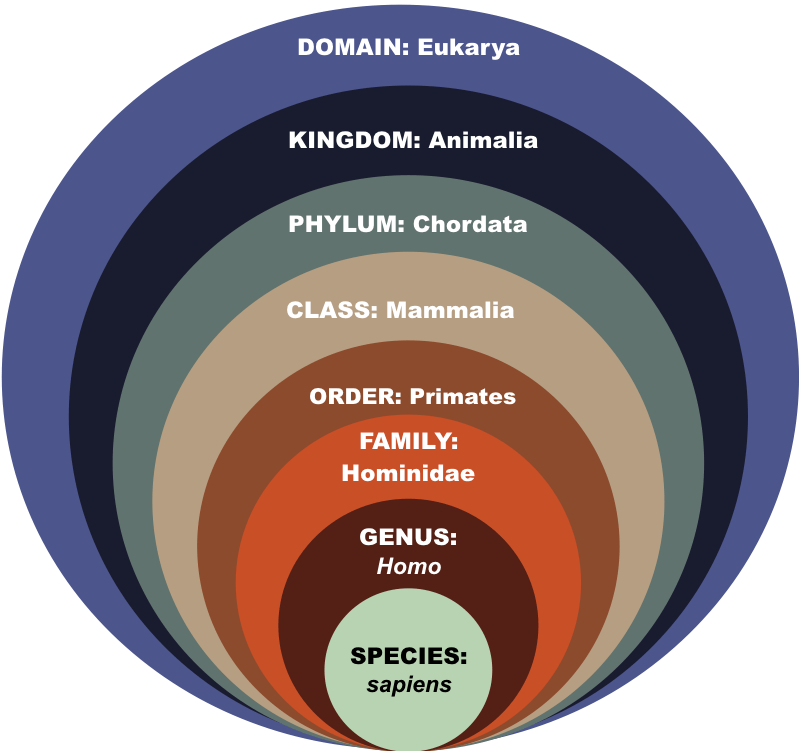 DOMAIN: Eukarya
KINGDOM: Animalia
PHYLUM: Chordata
CLASS: Mammalia
ORDER: Primates
FAMILY:
Hominidae
GENUS:
Homo
SPECIES:
sapiens